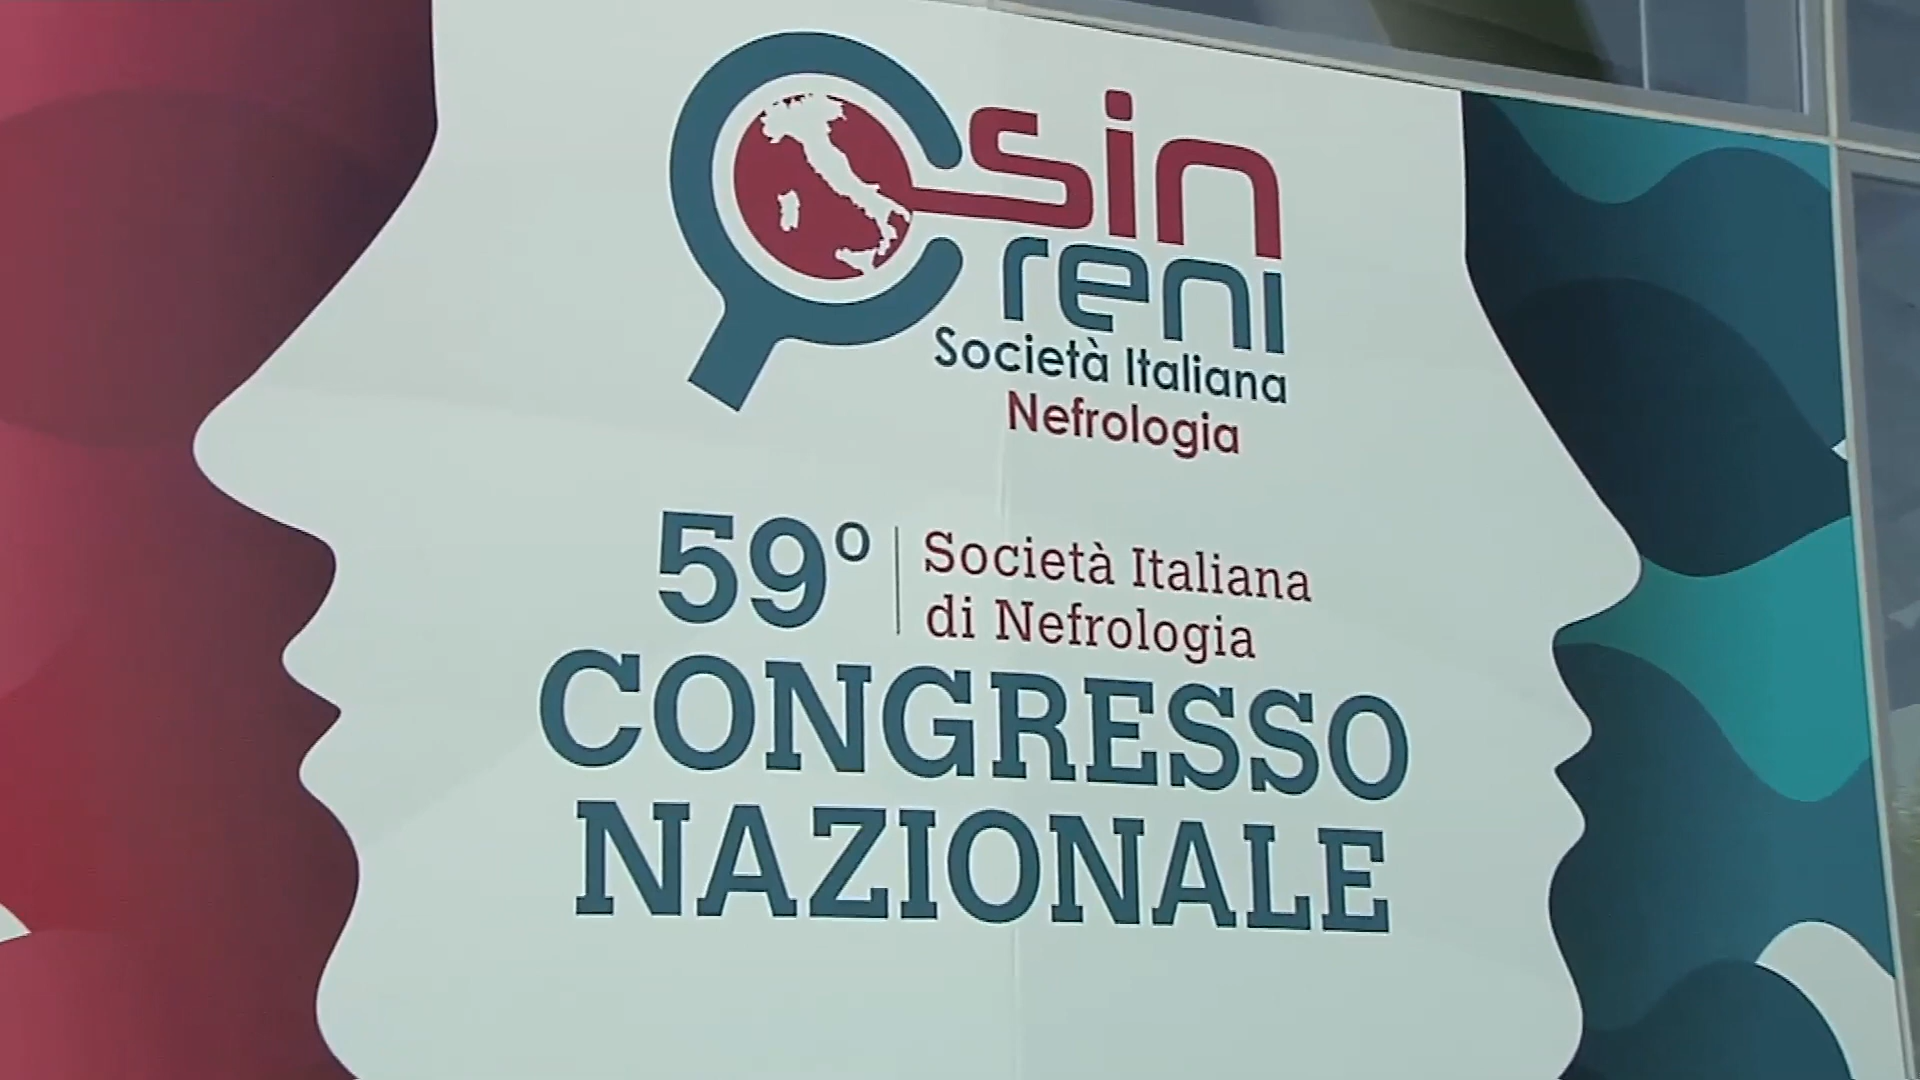 sin
reni
Società Italiana
Nefrologia
59° Società Italiana
di Nefrologia
CONGRESSO
NAZIONALE